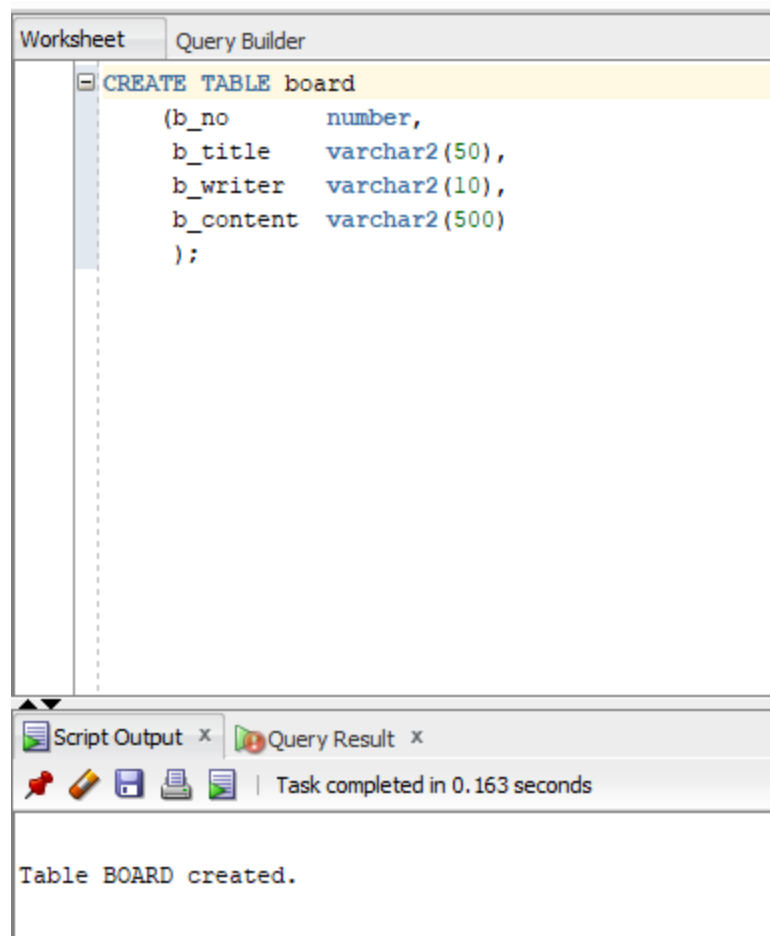 Worksheet Query Builder
CREATE TABLE board
(b_no number,
b_title varchar2(50),
b_writer varchar2(10),
b_content varchar2(500)
);
Script Output x Query Result x
Task completed in 0.163 seconds
Table BOARD created.